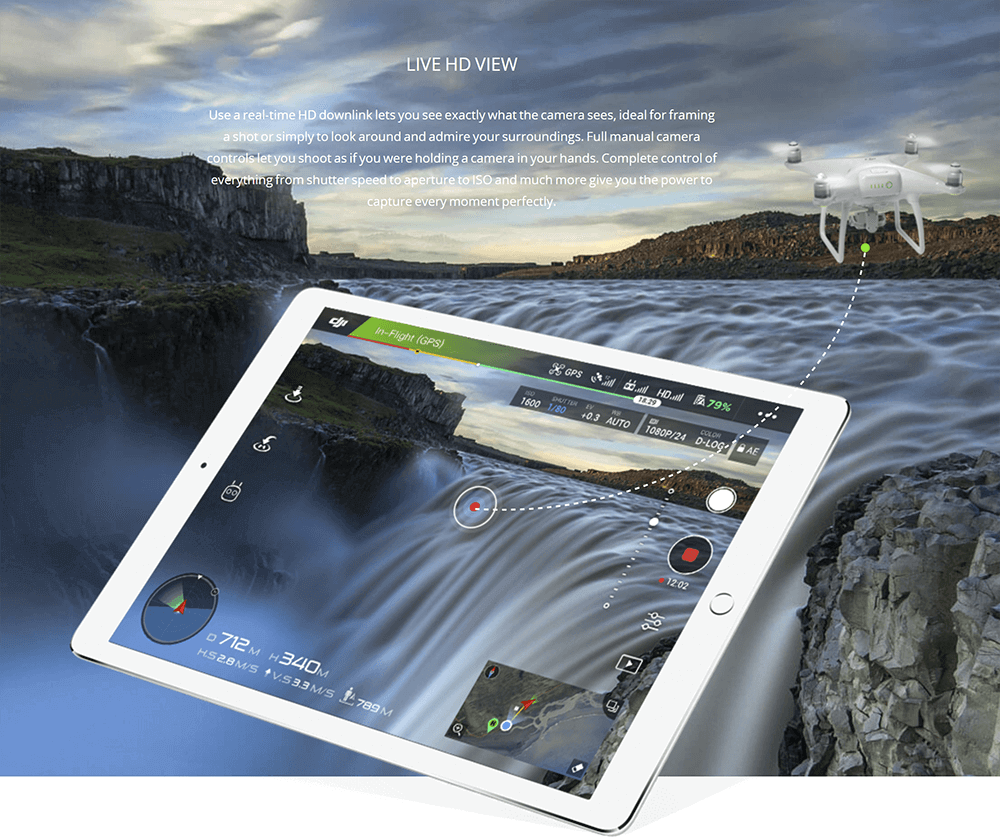 LIVE HD VIEW
Use a real-time HD downlink lets you see exactly what the camera sees, ideal for framing
a shot or simply to look around and admire your surroundings. Full manual camera
controls let you shoot as if you were holding a camera in your hands. Complete control of
everything from shutter speed to aperture to ISO and much more give you the power to
capture every moment perfectly.
dji In-Flight (GPS)
GPS HD 79%
18:29
ISO SHUTTER EV WB COLOR
1600 1/80 +0.3 AUTO 1080P/24 D-LOG AE
12:02
D 712 M H 340M
H.S 2.8 M/S V.S 3.3 M/S 789 M
N